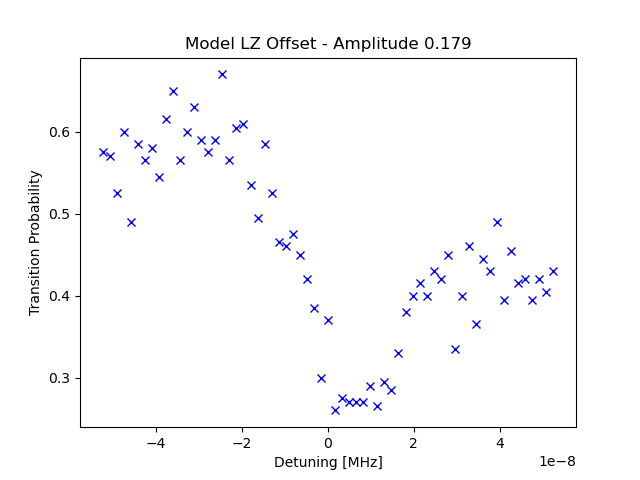 Model LZ Offset - Amplitude 0.179
Transition Probability
0.6
0.5
0.4
0.3
−4
−2
0
2
4
1e−8
Detuning [MHz]